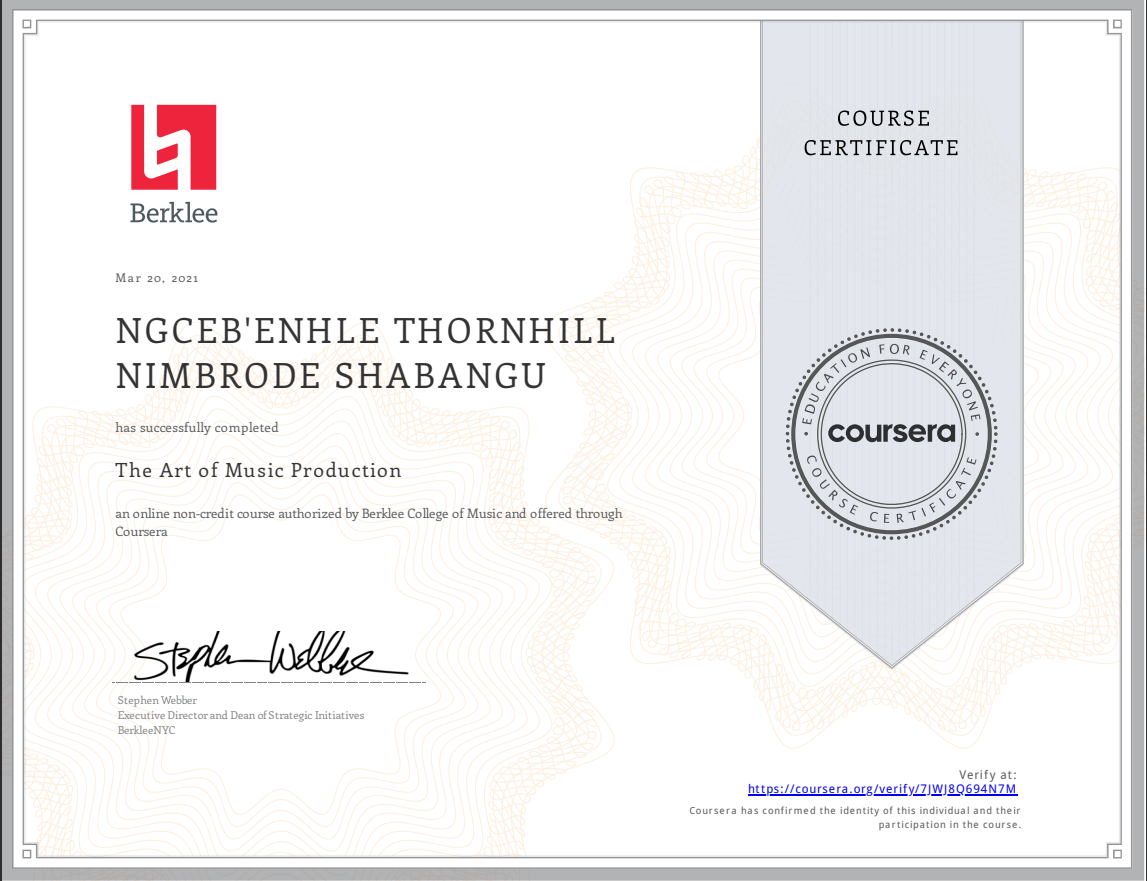 Berklee
COURSE
CERTIFICATE
Mar 20, 2021
NGCEB'ENHLE THORNHILL
NIMBRODE SHABANGU
has successfully completed
The Art of Music Production
an online non-credit course authorized by Berklee College of Music and offered through
Coursera
EDUCATION FOR EVERYONE
coursera
COURSE CERTIFICATE
Stephen Webber
Stephen Webber
Executive Director and Dean of Strategic Initiatives
BerkleeNYC
Verify at:
https://coursera.org/verify/7JWJ8Q694N7M
Coursera has confirmed the identity of this individual and their
participation in the course.